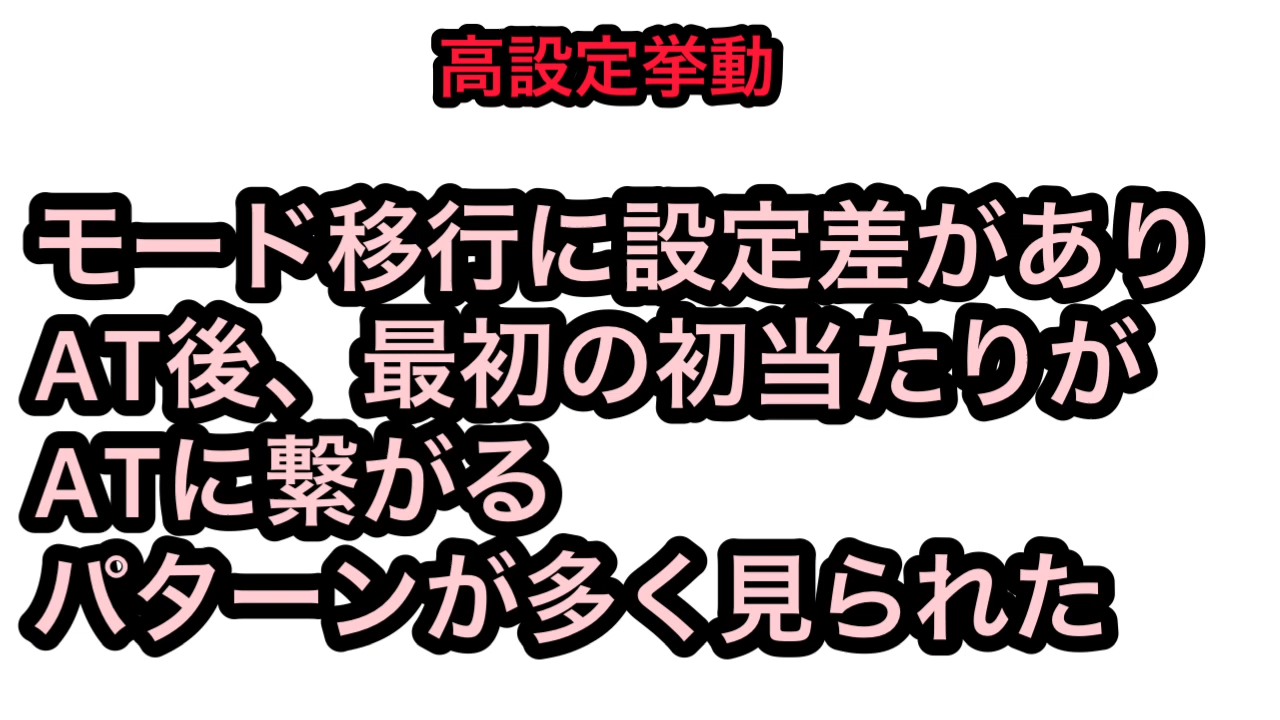 高設定挙動
モード移行に設定差があり
AT後、最初の初当たりが
ATに繋がる
パターンが多く見られた